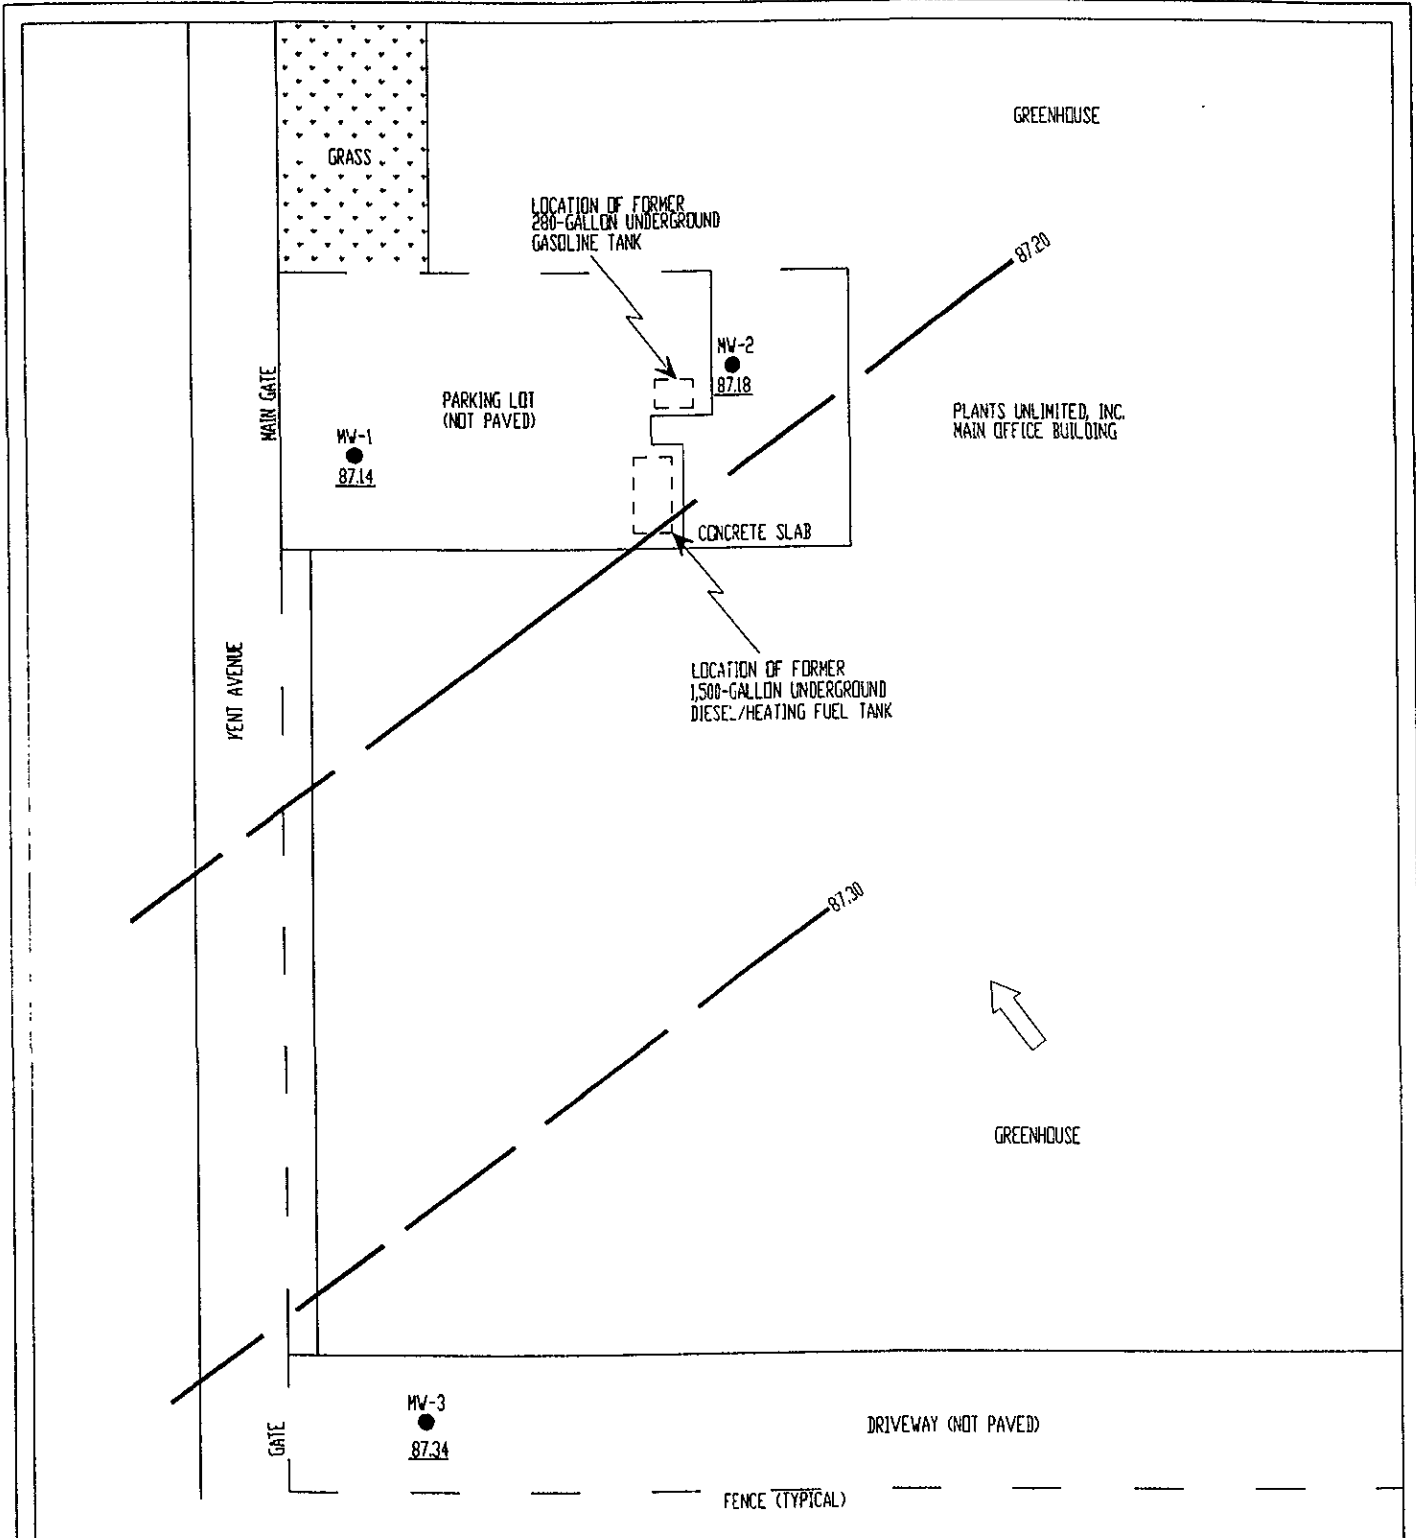 GREENHOUSE
GRASS
LOCATION OF FORMER
280-GALLON UNDERGROUND
GASOLINE TANK
87.20
MW-2
87.18
MAIN GATE
PARKING LOT
(NOT PAVED)
PLANTS UNLIMITED, INC.
MAIN OFFICE BUILDING
MW-1
87.14
CONCRETE SLAB
KENT AVENUE
LOCATION OF FORMER
1,500-GALLON UNDERGROUND
DIESEL/HEATING FUEL TANK
87.30
GREENHOUSE
MW-3
87.34
GATE
DRIVEWAY (NOT PAVED)
FENCE (TYPICAL)